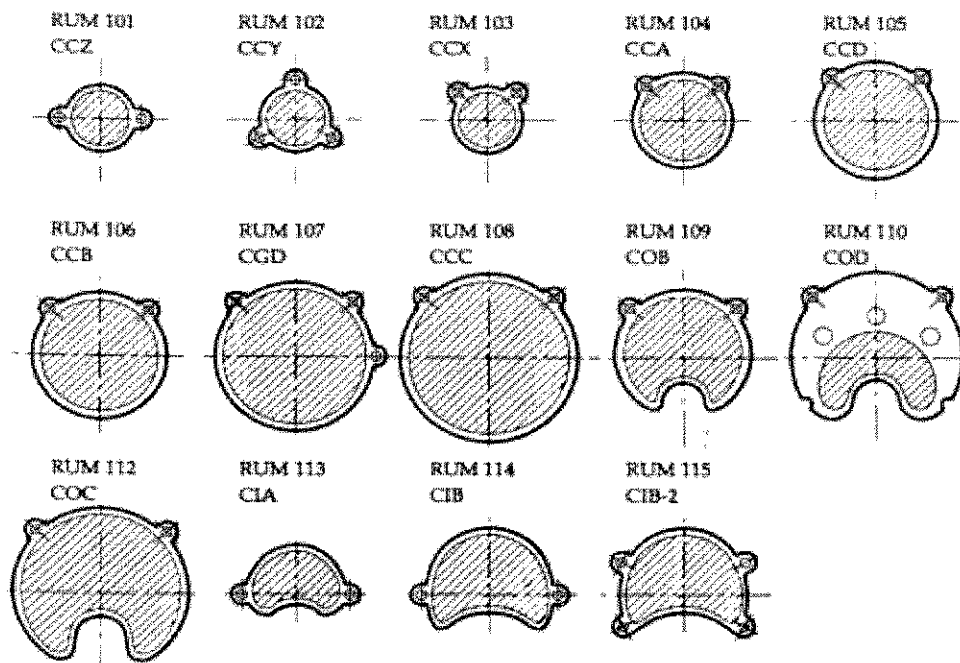 RUM 101
CCZ
RUM 102
CCY
RUM 103
CCX
RUM 104
CCA
RUM 105
CCD
RUM 106
CCB
RUM 107
CGD
RUM 108
CCC
RUM 109
COB
RUM 110
COD
RUM 112
COC
RUM 113
CIA
RUM 114
CIB
RUM 115
CIB-2